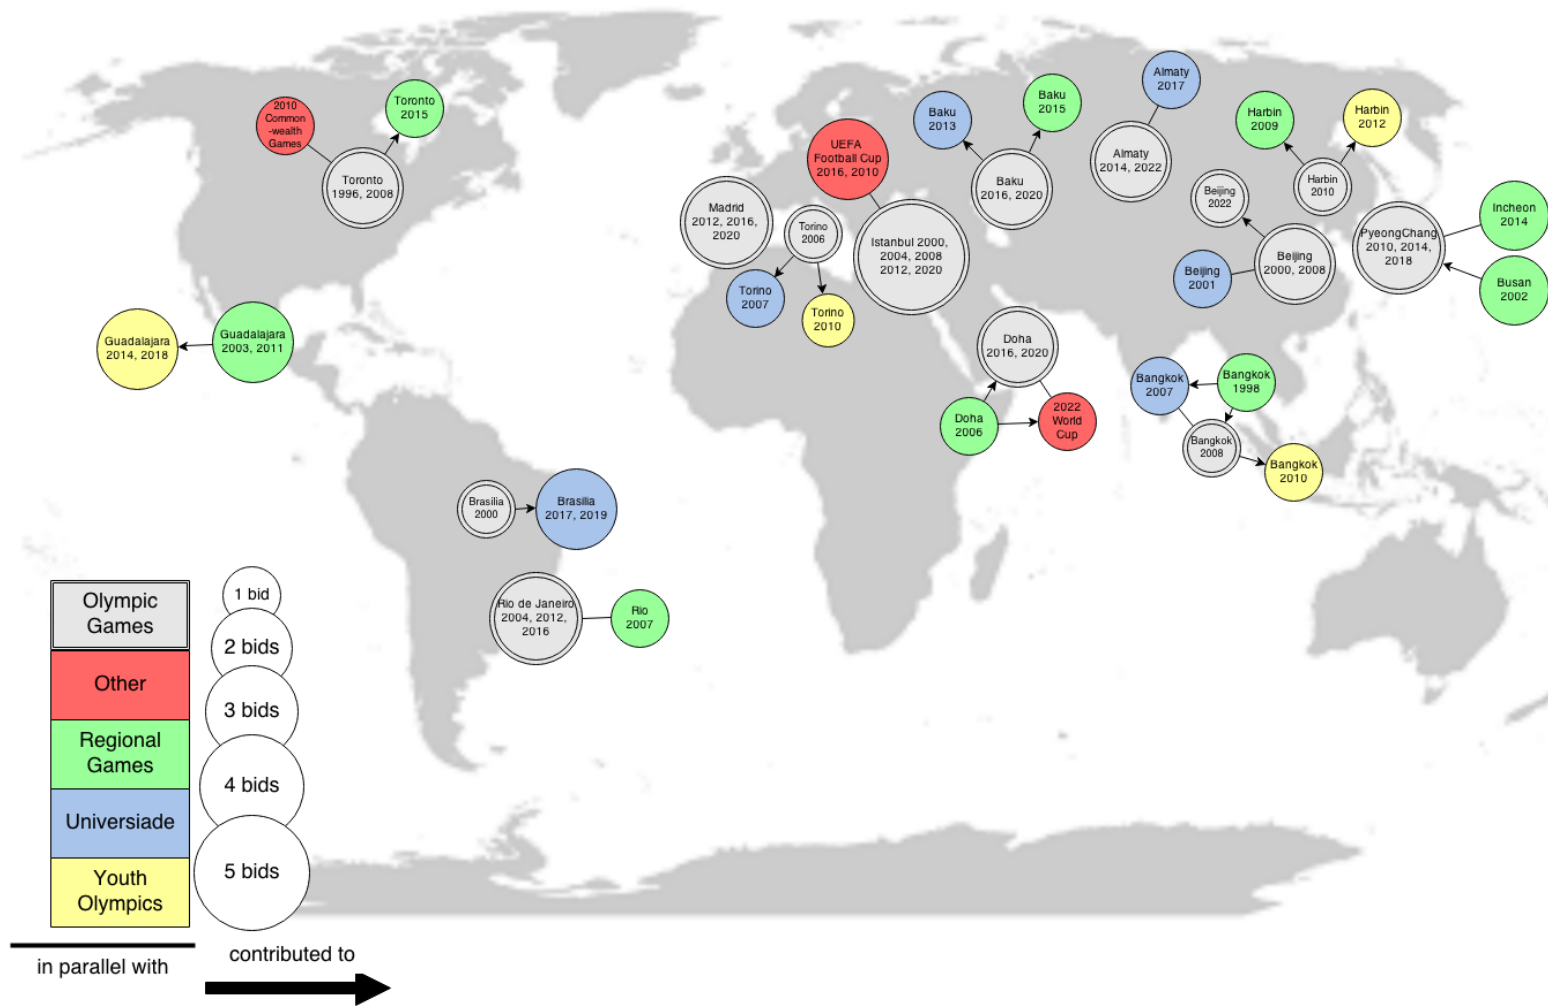 2010
Common
-wealth
Games
Toronto
2015
Toronto
1996, 2008
Guadalajara
2014, 2018
Guadalajara
2003, 2011
Brasilia
2000
Brasilia
2017, 2019
Rio de Janeiro
2004, 2012,
2016
Rio
2007
Madrid
2012, 2016,
2020
Torino
2006
Torino
2007
Torino
2010
UEFA
Football Cup
2016, 2010
Istanbul 2000,
2004, 2008
2012, 2020
Baku
2013
Baku
2015
Baku
2016, 2020
Almaty
2017
Almaty
2014, 2022
Harbin
2009
Harbin
2012
Harbin
2010
Beijing
2022
Beijing
2001
Beijing
2000, 2008
PyeongChang
2010, 2014,
2018
Incheon
2014
Busan
2002
Doha
2016, 2020
Doha
2006
2022
World
Cup
Bangkok
2007
Bangkok
1998
Bangkok
2008
Bangkok
2010
Olympic
Games
Other
Regional
Games
Universiade
Youth
Olympics
1 bid
2 bids
3 bids
4 bids
5 bids
in parallel with
contributed to